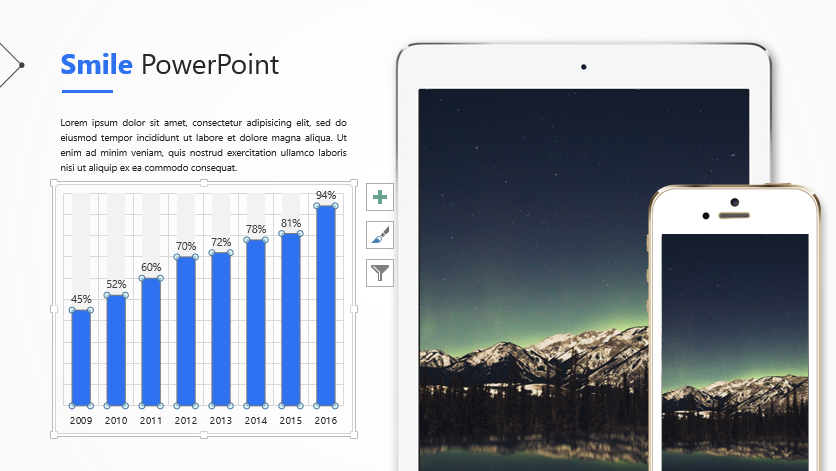 Smile PowerPoint
Lorem ipsum dolor sit amet, consectetur adipisicing elit, sed do
eiusmod tempor incididunt ut labore et dolore magna aliqua. Ut
enim ad minim veniam, quis nostrud exercitation ullamco laboris
nisi ut aliquip ex ea commodo consequat.
94%
81%
78%
72%
70%
60%
52%
45%
2009 2010 2011 2012 2013 2014 2015 2016